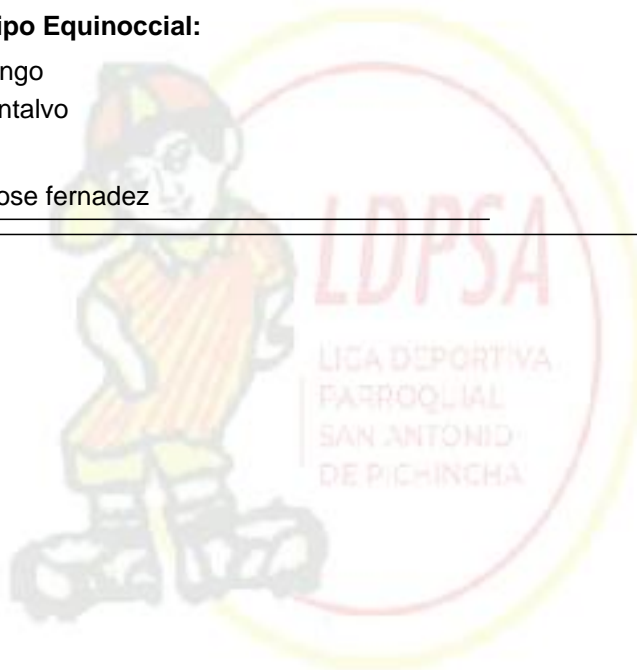 ipo Equinoccial:
ngo
ntalvo
ose fernadez
LDPSA
LIGA DEPORTIVA
PARROQUIAL
SAN ANTONIO
DE PICHINCHA